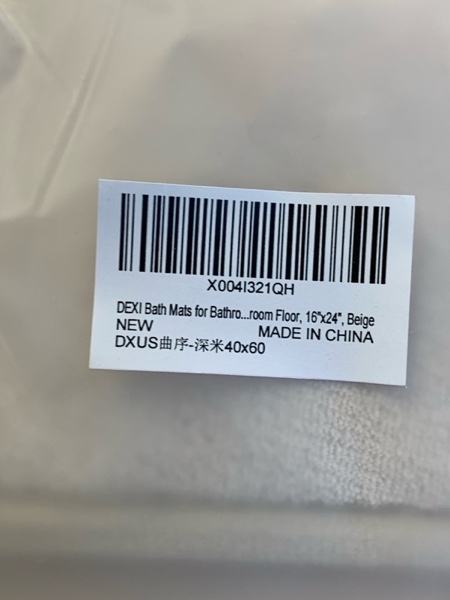 X004I321QH
DEXI Bath Mats for Bathro...room Floor, 16"x24", Beige
NEW MADE IN CHINA
DXUS曲序-深米40x60